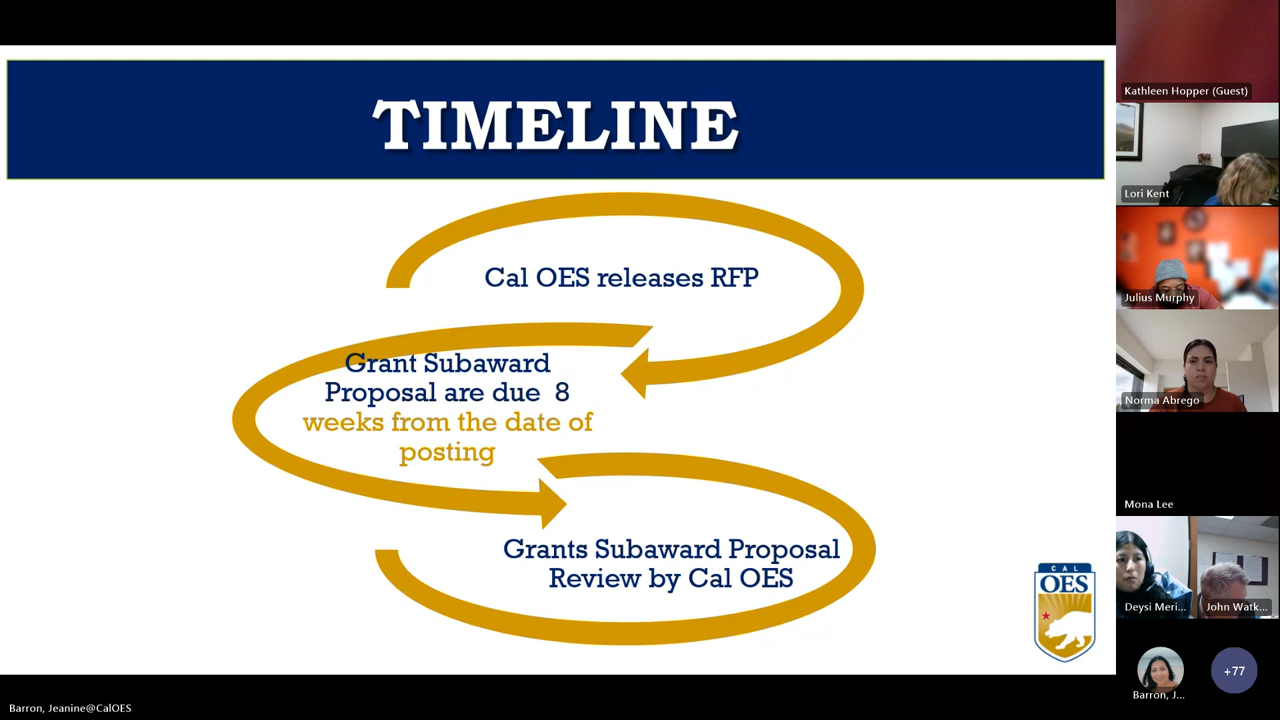 TIMELINE
Cal OES releases RFP
Grant Subaward
Proposal are due 8
weeks from the date of
posting
Grants Subaward Proposal
Review by Cal OES
CAL
OES
Kathleen Hopper (Guest)
Lori Kent
Julius Murphy
Norma Abrego
Mona Lee
Deysi Meri...
John Watk...
Barron, J...
+77
Barron, Jeanine@CalOES